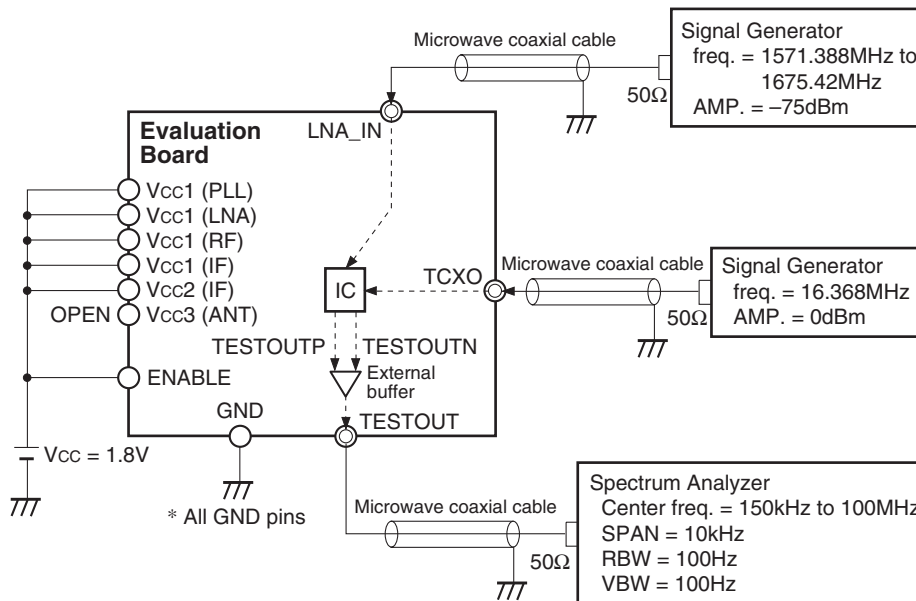 Signal Generator
freq. = 1571.388MHz to
1675.42MHz
AMP. = –75dBm
Microwave coaxial cable
50Ω
LNA_IN
Evaluation
Board
VCC1 (PLL)
VCC1 (LNA)
VCC1 (RF)
VCC1 (IF)
VCC2 (IF)
OPEN
VCC3 (ANT)
ENABLE
IC
TCXO
Microwave coaxial cable
50Ω
Signal Generator
freq. = 16.368MHz
AMP. = 0dBm
TESTOUTP
TESTOUTN
External
buffer
GND
TESTOUT
VCC = 1.8V
* All GND pins
Microwave coaxial cable
50Ω
Spectrum Analyzer
Center freq. = 150kHz to 100MHz
SPAN = 10kHz
RBW = 100Hz
VBW = 100Hz